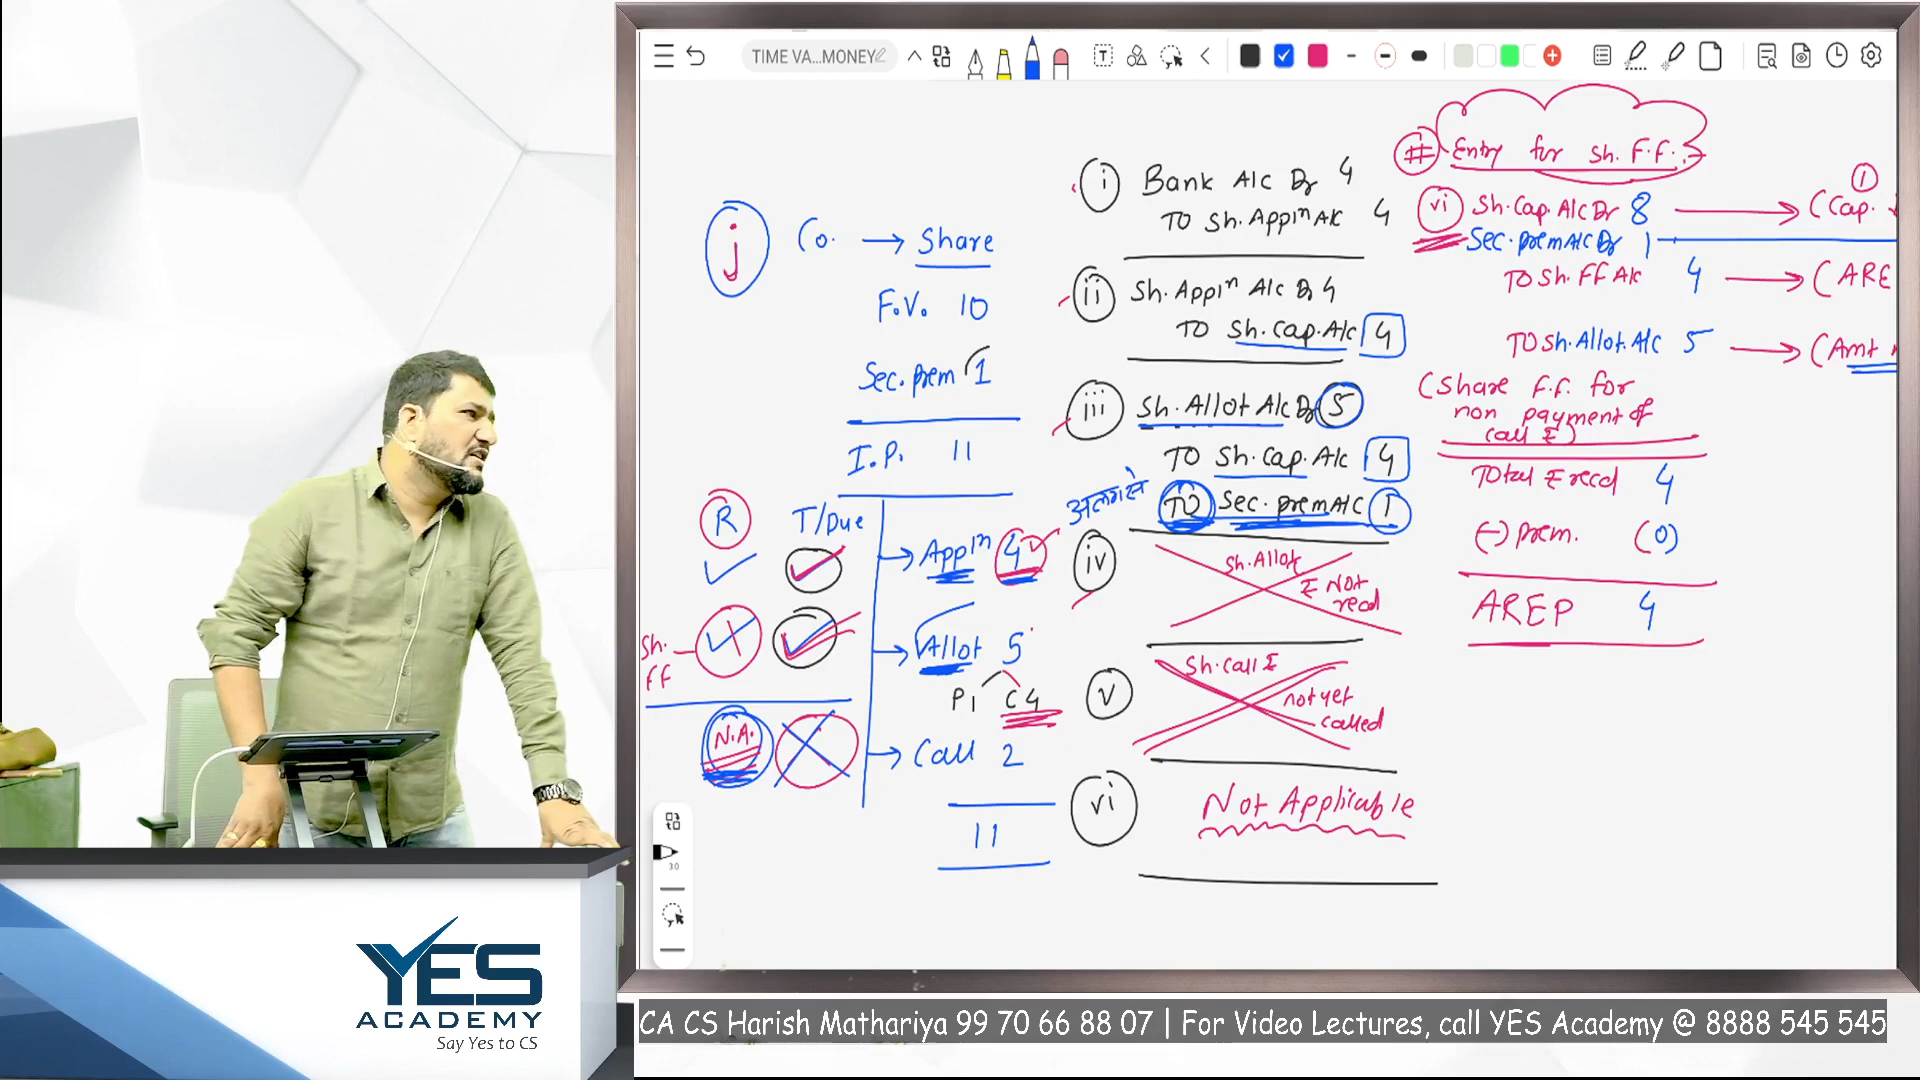 TIME VA...MONEY
# Entry for Sh. F.F.
j
Co. → Share
F.V. 10
Sec. prem 1
I.P. 11
R T/Due
→ Appln 4
Sh. FF
→ Allot 5
P1 C4
N.A.
→ Call 2
11
i Bank A/c Dr 4
TO Sh. Appln A/c 4
ii Sh. Appln A/c Dr 4
TO Sh. Cap. A/c 4
iii Sh. Allot A/c Dr 5
TO Sh. Cap. A/c 4
TO Sec. prem A/c 1
iv Sh. Allot
Σ Not
recd
v Sh. Call Σ
not yet
called
vi Not Applicable
1
vi Sh. Cap. A/c Dr 8 → (Cap.
Sec. prem A/c Dr 1
TO Sh. FF A/c 4 → (ARE
TO Sh. Allot. A/c 5 → (Amt
(Share F.F. for
non payment of
Call Σ)
Total Σ recd 4
(-) prem. (0)
AREP 4
30
YES
ACADEMY
Say Yes to CS
CA CS Harish Mathariya 99 70 66 88 07 | For Video Lectures, call YES Academy @ 8888 545 545